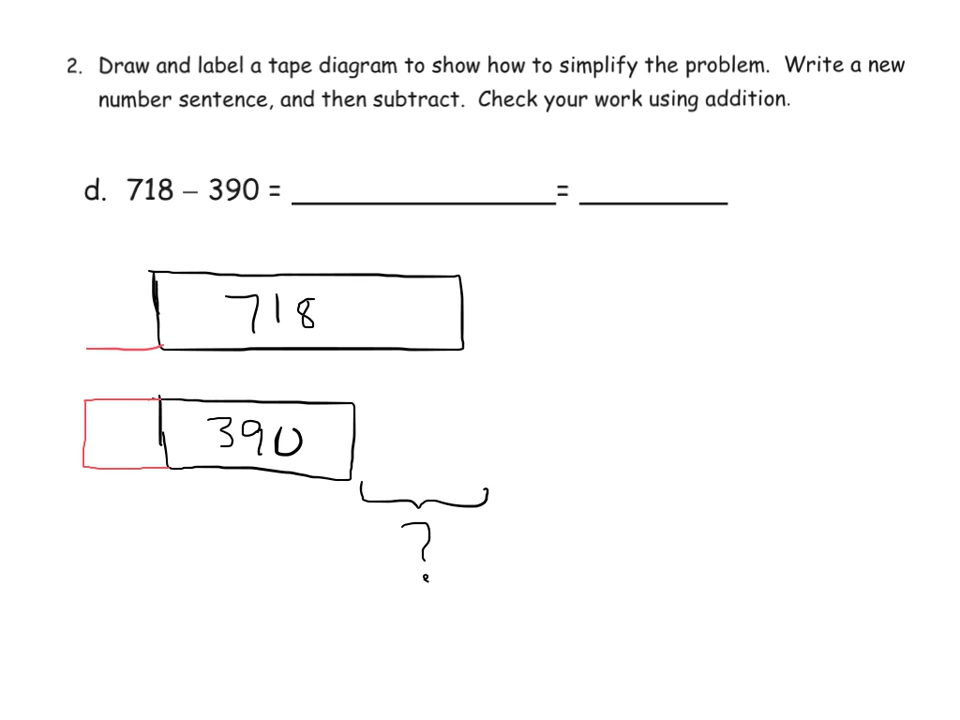 2. Draw and label a tape diagram to show how to simplify the problem. Write a new
number sentence, and then subtract. Check your work using addition.
d. 718 – 390 = __________________ = __________
718
390
?